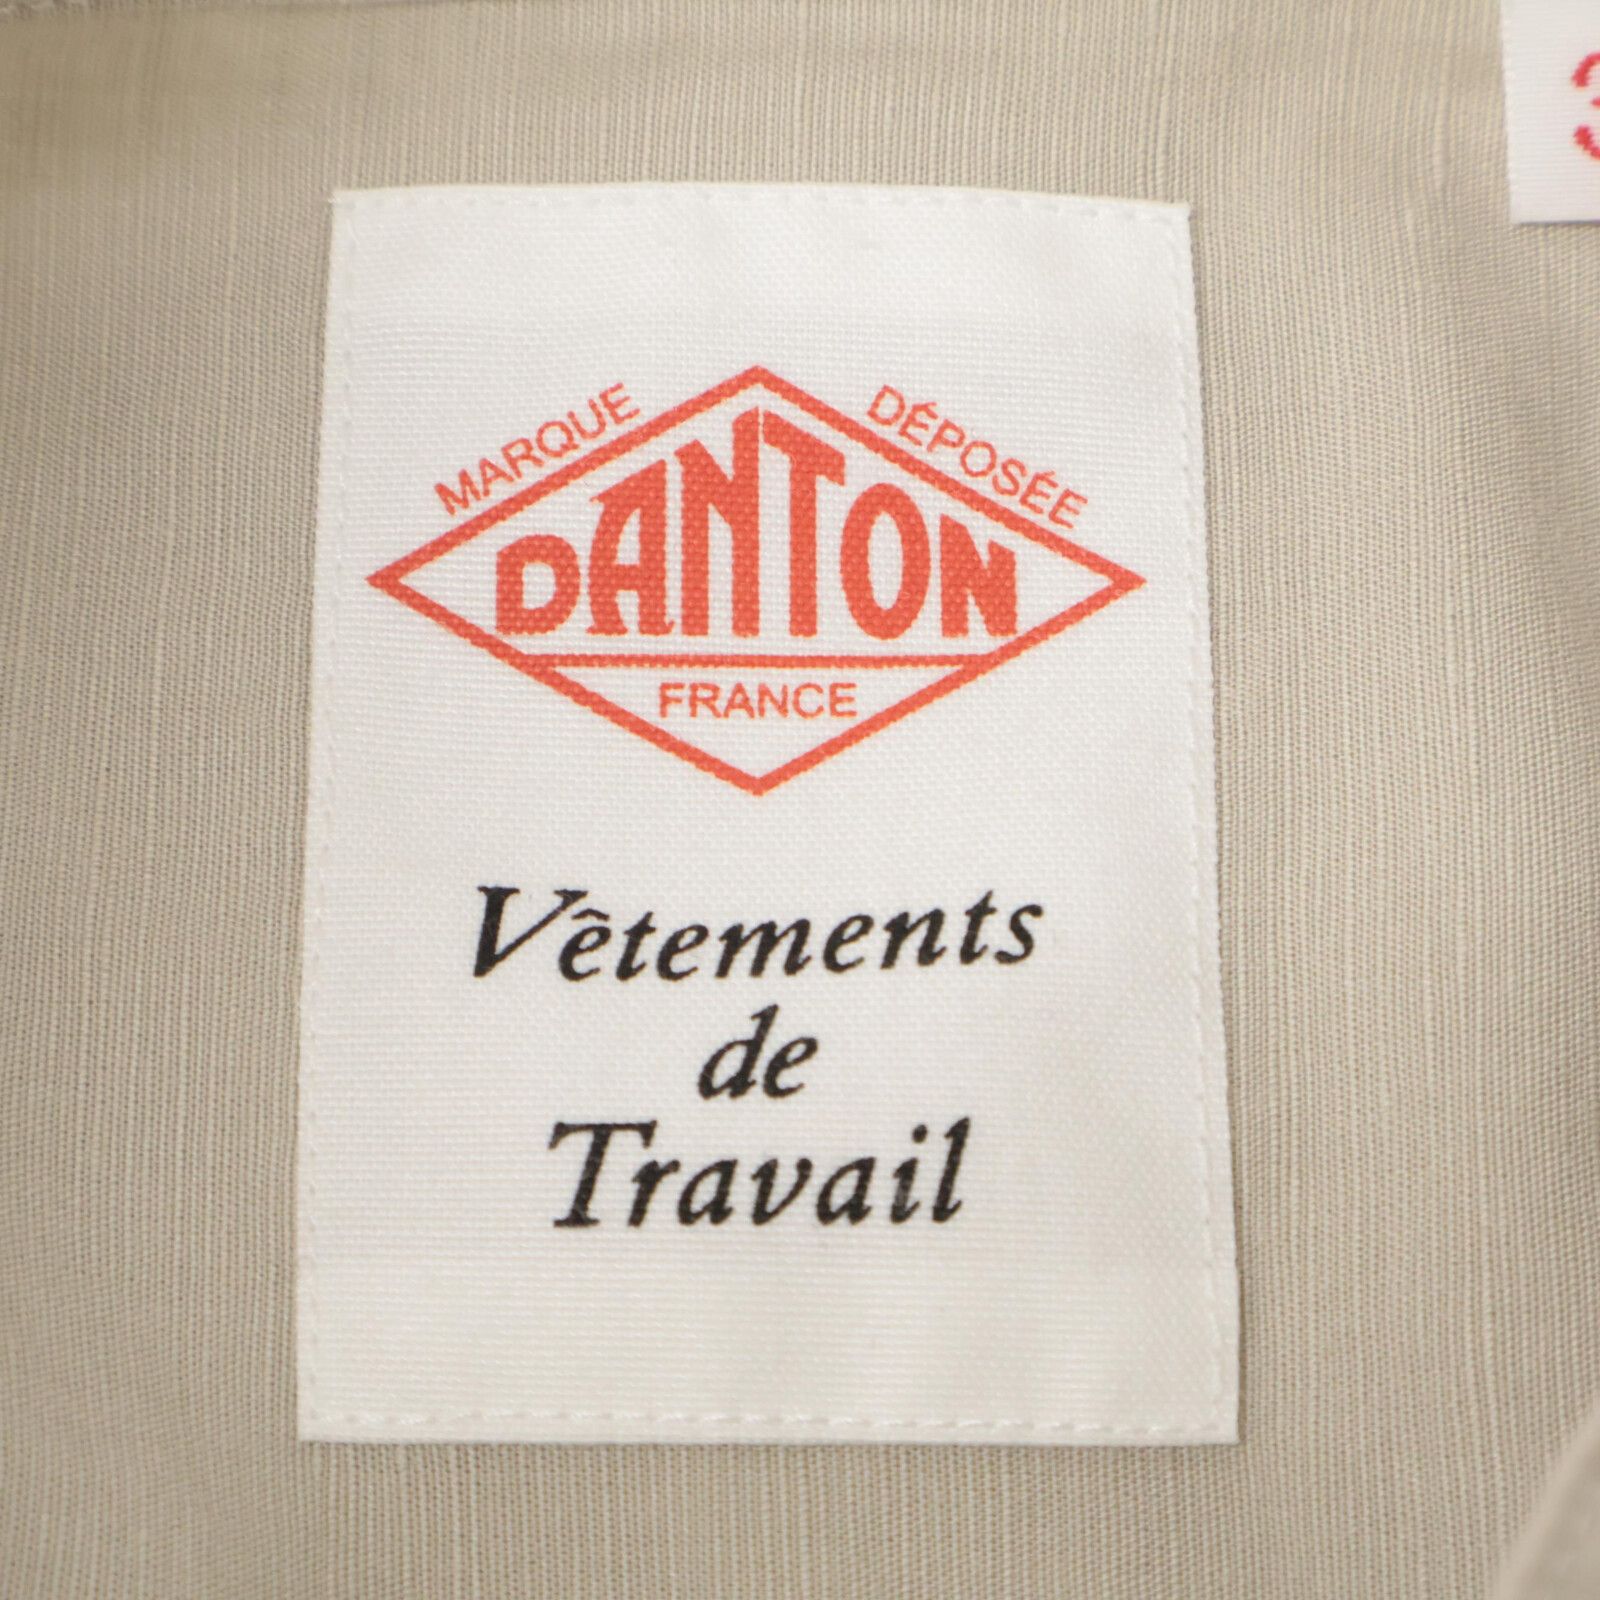 MARQUE DÉPOSÉE
DANTON
FRANCE
Vêtements
de
Travail